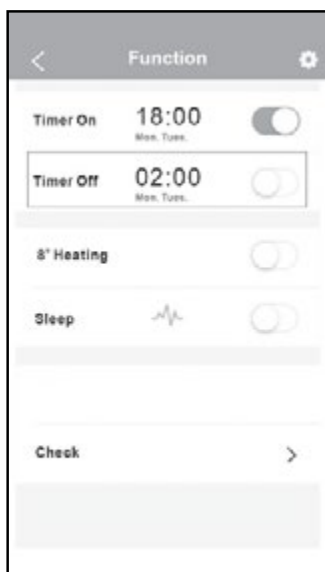 Function
Timer On 18:00
Mon. Tues.
Timer Off 02:00
Mon. Tues.
8° Heating
Sleep
Check